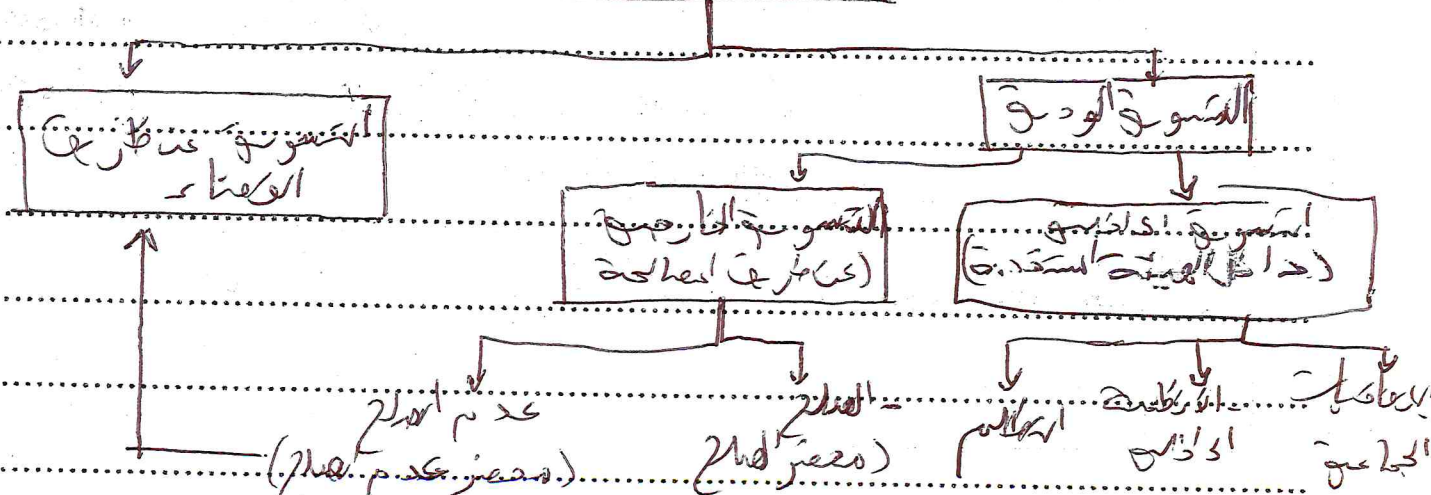 التسوية الودية
التسوية عن طريق
القضاء
التسوية الداخلية
(داخل الهيئة المستخدمة)
التسوية الخارجية
(عن طريق المصالحة)
الاتفاقيات
الجماعية
- الأنظمة
الداخلية
التظلم
- الصلح
(محضر الصلح)
عدم الصلح
(محضر عدم الصلح)